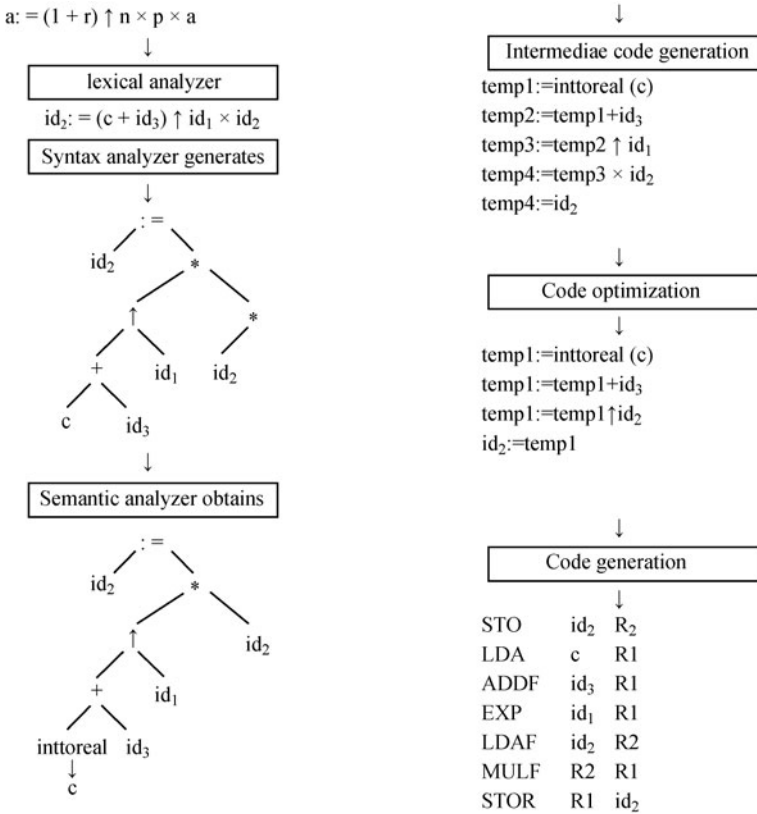 a: = (1 + r) ↑ n × p × a
↓
lexical analyzer
id₂: = (c + id₃) ↑ id₁ × id₂
Syntax analyzer generates
↓
: =
id₂ *
↑ *
+ id₁ id₂
c id₃
↓
Semantic analyzer obtains
: =
id₂ *
↑ id₂
+ id₁
inttoreal id₃
↓
c
↓
Intermediae code generation
temp1:=inttoreal (c)
temp2:=temp1+id₃
temp3:=temp2 ↑ id₁
temp4:=temp3 × id₂
temp4:=id₂
↓
Code optimization
↓
temp1:=inttoreal (c)
temp1:=temp1+id₃
temp1:=temp1↑id₂
id₂:=temp1
↓
Code generation
↓
STO id₂ R₂
LDA c R1
ADDF id₃ R1
EXP id₁ R1
LDAF id₂ R2
MULF R2 R1
STOR R1 id₂